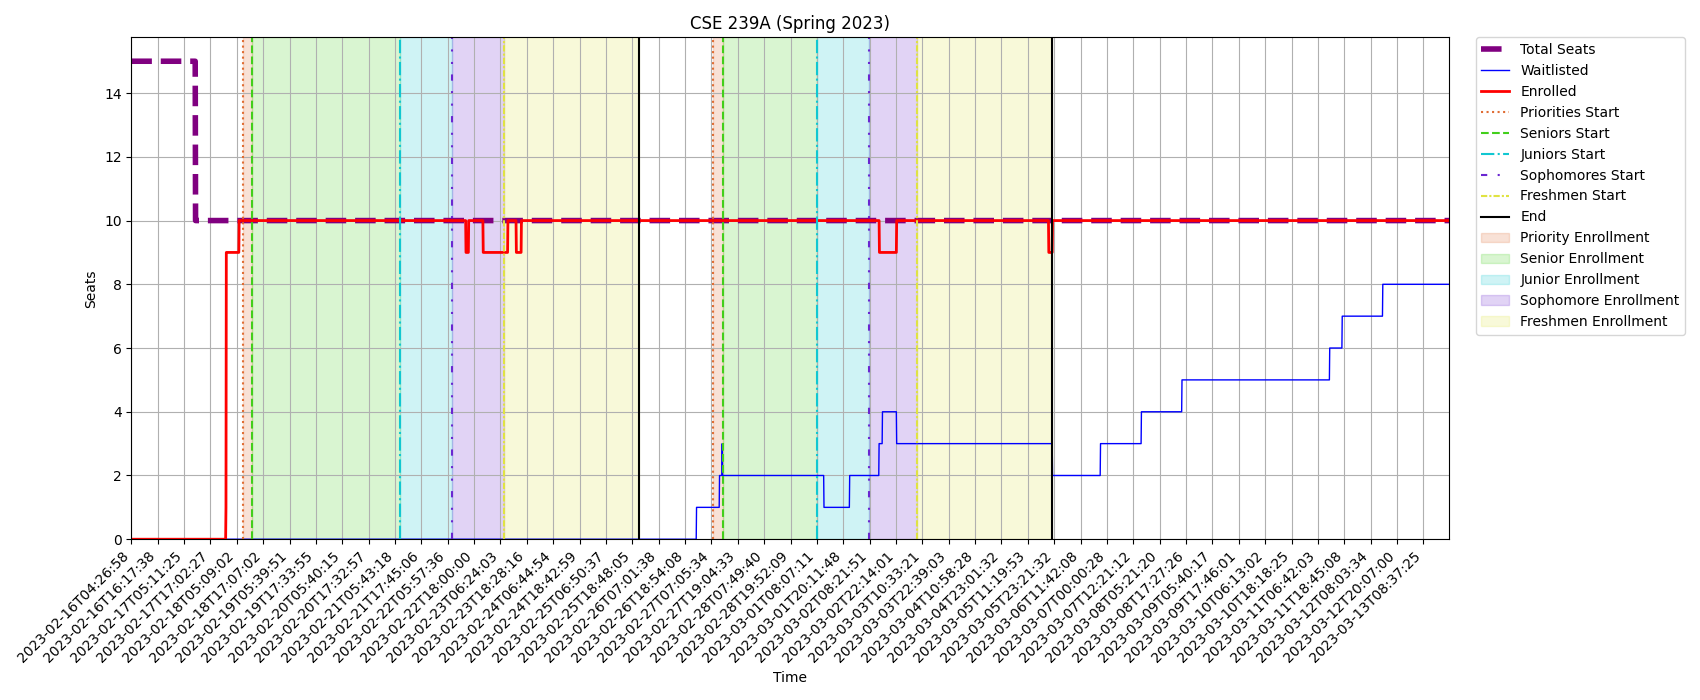 CSE 239A (Spring 2023)
Seats
14
12
10
8
6
4
2
0
2023-02-16T04:26:58
2023-02-16T16:17:38
2023-02-17T05:11:25
2023-02-17T17:02:27
2023-02-18T05:09:02
2023-02-18T17:07:02
2023-02-19T05:39:51
2023-02-19T17:33:55
2023-02-20T05:40:15
2023-02-20T17:32:57
2023-02-21T05:43:18
2023-02-21T17:45:06
2023-02-22T05:57:36
2023-02-22T18:00:00
2023-02-23T06:24:03
2023-02-23T18:28:16
2023-02-24T06:44:54
2023-02-24T18:42:59
2023-02-25T06:50:37
2023-02-25T18:48:05
2023-02-26T07:01:38
2023-02-26T18:54:08
2023-02-27T07:05:34
2023-02-27T19:04:33
2023-02-28T07:49:40
2023-02-28T19:52:09
2023-03-01T08:07:11
2023-03-01T20:11:48
2023-03-02T08:21:51
2023-03-02T22:14:01
2023-03-03T10:33:21
2023-03-03T22:39:03
2023-03-04T10:58:28
2023-03-04T23:01:32
2023-03-05T11:19:53
2023-03-05T23:21:32
2023-03-06T11:42:08
2023-03-07T00:00:28
2023-03-07T12:21:12
2023-03-08T05:21:20
2023-03-08T17:27:26
2023-03-09T05:40:17
2023-03-09T17:46:01
2023-03-10T06:13:02
2023-03-10T18:18:25
2023-03-11T06:42:03
2023-03-11T18:45:08
2023-03-12T08:03:34
2023-03-12T20:07:00
2023-03-13T08:37:25
Time
Total Seats
Waitlisted
Enrolled
Priorities Start
Seniors Start
Juniors Start
Sophomores Start
Freshmen Start
End
Priority Enrollment
Senior Enrollment
Junior Enrollment
Sophomore Enrollment
Freshmen Enrollment